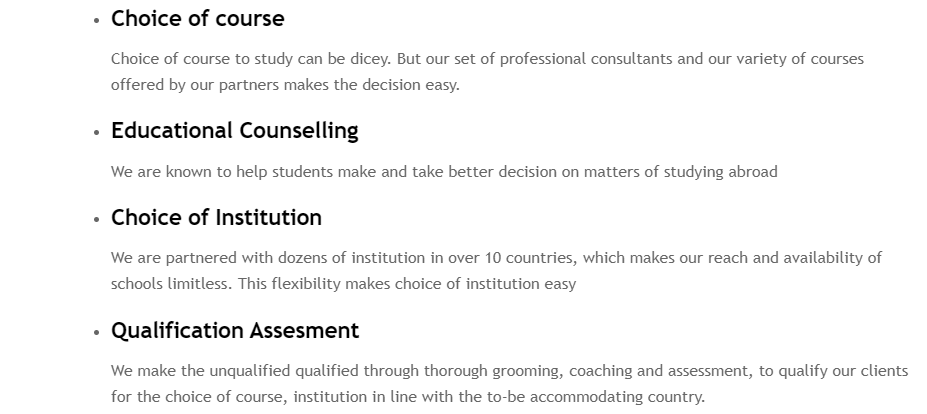 Choice of course
Choice of course to study can be dicey. But our set of professional consultants and our variety of courses
offered by our partners makes the decision easy.
Educational Counselling
We are known to help students make and take better decision on matters of studying abroad
Choice of Institution
We are partnered with dozens of institution in over 10 countries, which makes our reach and availability of
schools limitless. This flexibility makes choice of institution easy
Qualification Assesment
We make the unqualified qualified through thorough grooming, coaching and assessment, to qualify our clients
for the choice of course, institution in line with the to-be accommodating country.